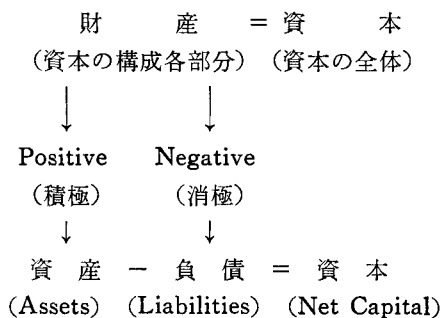 財産＝資本
(資本の構成各部分) (資本の全体)
↓ ↓
Positive Negative
(積極) (消極)
↓ ↓
資産－負債＝資本
(Assets) (Liabilities) (Net Capital)